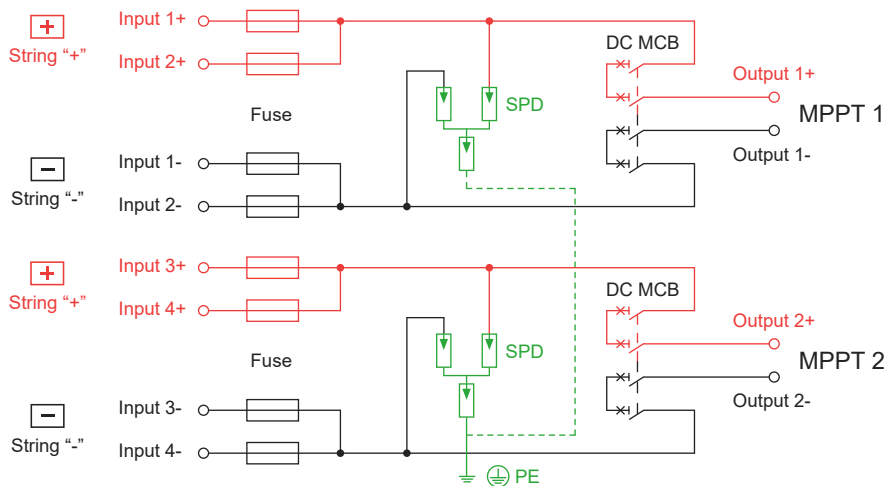 Input 1+
String “+”
Input 2+
DC MCB
Output 1+
Fuse
SPD
MPPT 1
Input 1-
Output 1-
String “-”
Input 2-
Input 3+
String “+”
Input 4+
DC MCB
Output 2+
Fuse
SPD
MPPT 2
Input 3-
Output 2-
String “-”
Input 4-
PE